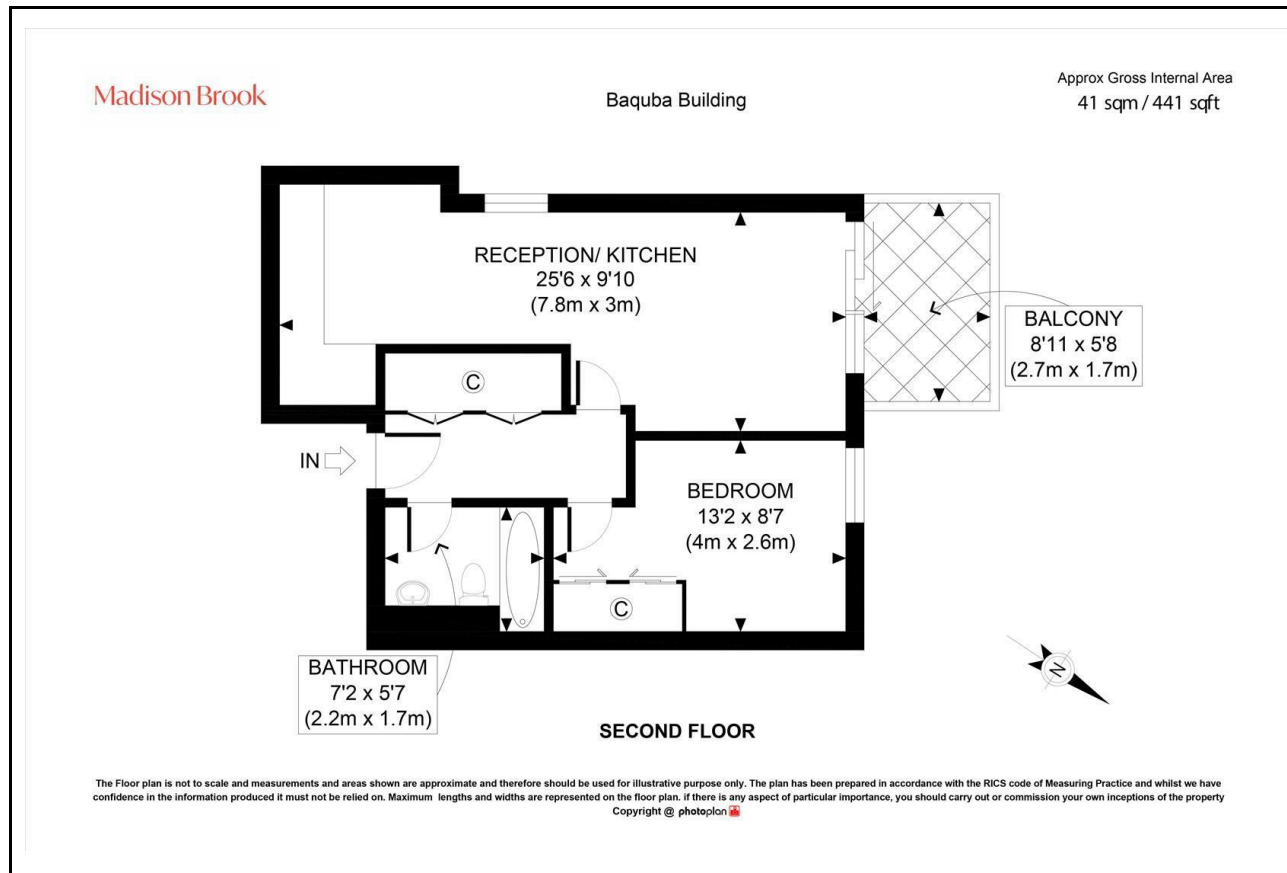 Madison Brook
Baquba Building
Approx Gross Internal Area
41 sqm / 441 sqft
RECEPTION/ KITCHEN
25'6 x 9'10
(7.8m x 3m)
BALCONY
8'11 x 5'8
(2.7m x 1.7m)
C
IN
BEDROOM
13'2 x 8'7
(4m x 2.6m)
C
BATHROOM
7'2 x 5'7
(2.2m x 1.7m)
N
SECOND FLOOR
The Floor plan is not to scale and measurements and areas shown are approximate and therefore should be used for illustrative purpose only. The plan has been prepared in accordance with the RICS code of Measuring Practice and whilst we have
confidence in the information produced it must not be relied on. Maximum lengths and widths are represented on the floor plan. if there is any aspect of particular importance, you should carry out or commission your own inceptions of the property
Copyright @ photoplan